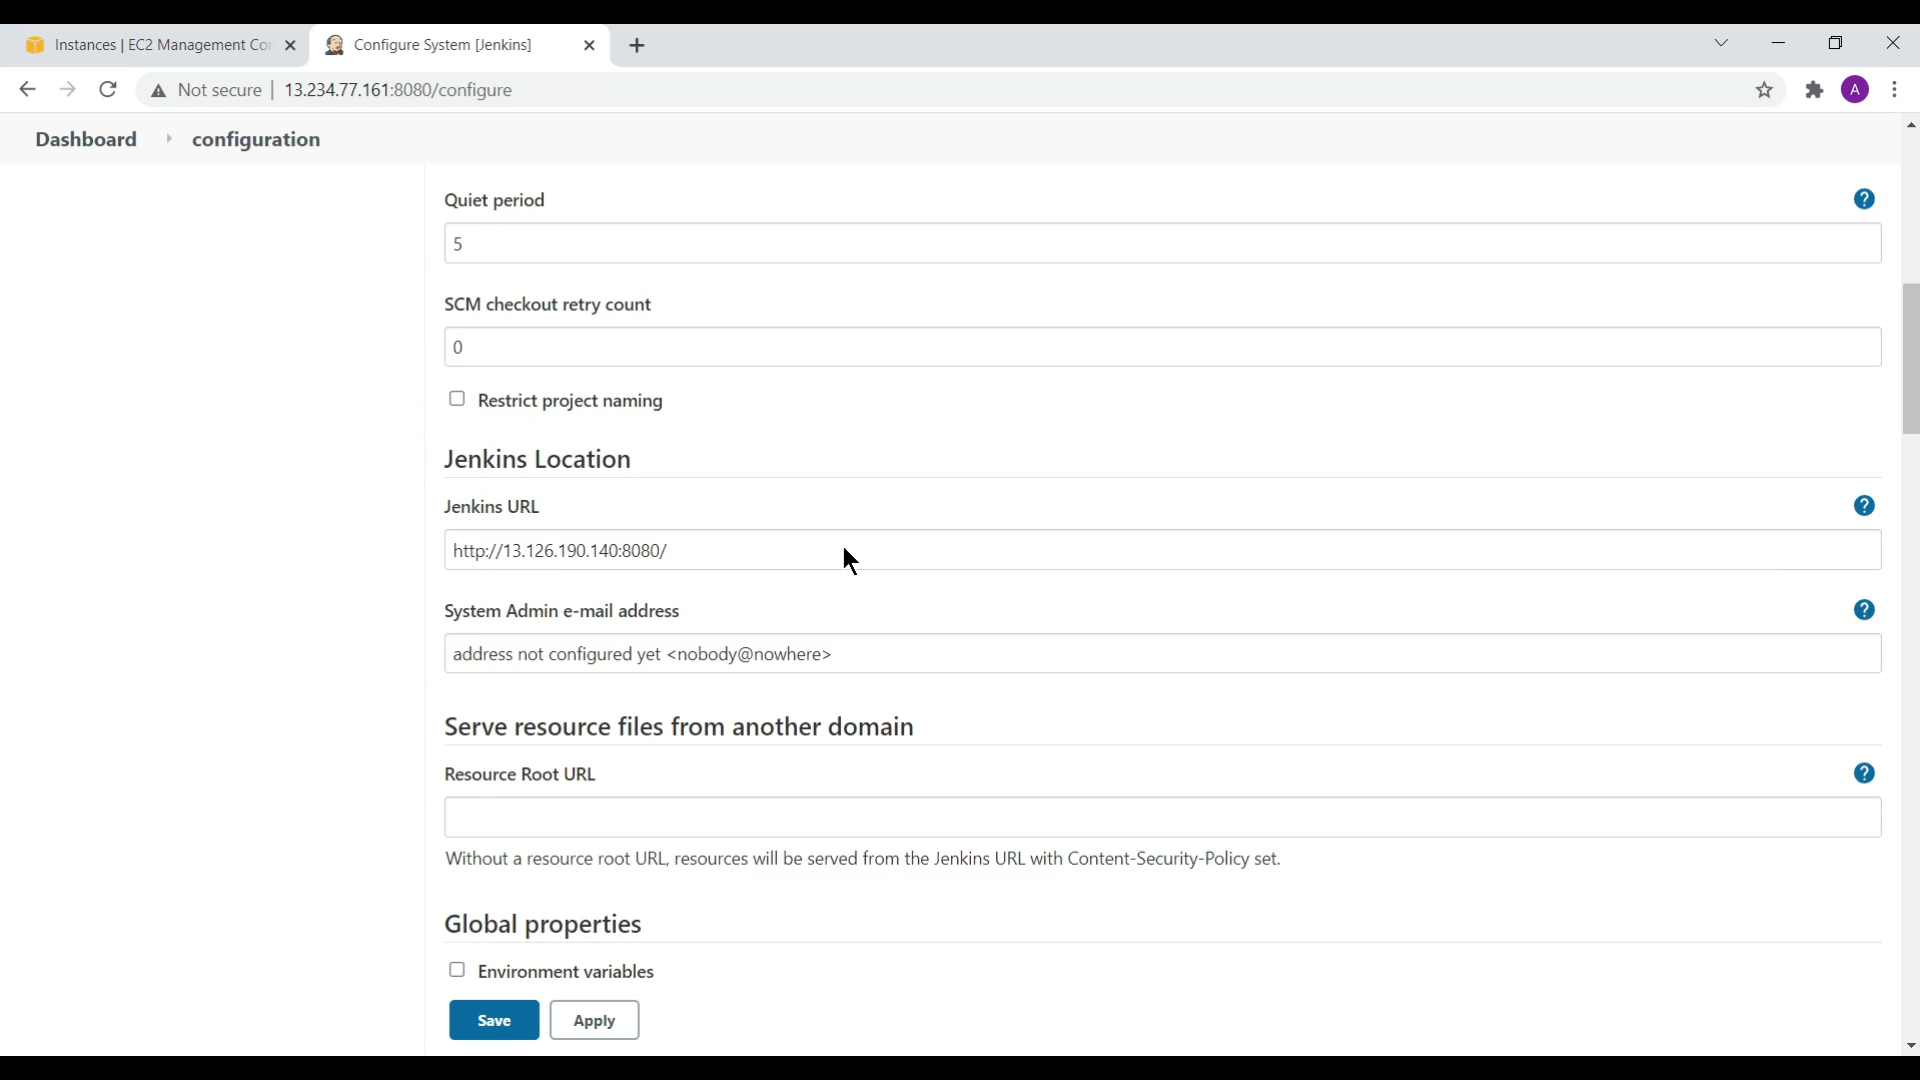 Instances | EC2 Management Con
Configure System [Jenkins]
Not secure | 13.234.77.161:8080/configure
A
Dashboard
configuration
Quiet period
?
5
SCM checkout retry count
0
Restrict project naming
Jenkins Location
Jenkins URL
?
http://13.126.190.140:8080/
System Admin e-mail address
?
address not configured yet <nobody@nowhere>
Serve resource files from another domain
Resource Root URL
?
Without a resource root URL, resources will be served from the Jenkins URL with Content-Security-Policy set.
Global properties
Environment variables
Save
Apply